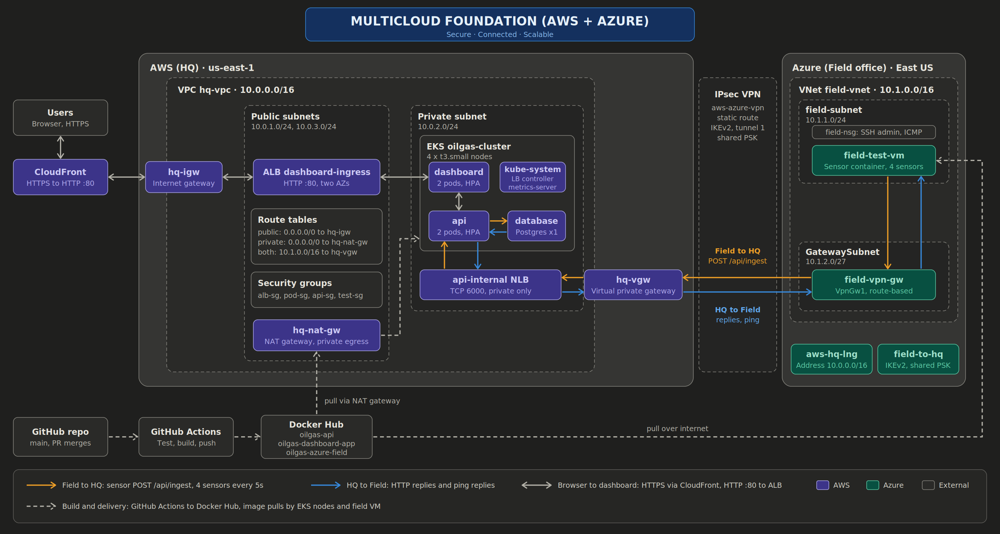 MULTICLOUD FOUNDATION (AWS + AZURE)
Secure · Connected · Scalable
AWS (HQ) · us-east-1
VPC hq-vpc · 10.0.0.0/16
Users
Browser, HTTPS
CloudFront
HTTPS to HTTP :80
hq-igw
Internet gateway
Public subnets
10.0.1.0/24, 10.0.3.0/24
ALB dashboard-ingress
HTTP :80, two AZs
Route tables
public: 0.0.0.0/0 to hq-igw
private: 0.0.0.0/0 to hq-nat-gw
both: 10.1.0.0/16 to hq-vgw
Security groups
alb-sg, pod-sg, api-sg, test-sg
hq-nat-gw
NAT gateway, private egress
Private subnet
10.0.2.0/24
EKS oilgas-cluster
4 x t3.small nodes
dashboard
2 pods, HPA
kube-system
LB controller
metrics-server
api
2 pods, HPA
database
Postgres x1
api-internal NLB
TCP 6000, private only
hq-vgw
Virtual private gateway
IPsec VPN
aws-azure-vpn
static route
IKEv2, tunnel 1
shared PSK
Field to HQ
POST /api/ingest
HQ to Field
replies, ping
Azure (Field office) · East US
VNet field-vnet · 10.1.0.0/16
field-subnet
10.1.1.0/24
field-nsg: SSH admin, ICMP
field-test-vm
Sensor container, 4 sensors
GatewaySubnet
10.1.2.0/27
field-vpn-gw
VpnGw1, route-based
aws-hq-lng
Address 10.0.0.0/16
field-to-hq
IKEv2, shared PSK
pull via NAT gateway
GitHub repo
main, PR merges
GitHub Actions
Test, build, push
Docker Hub
oilgas-api
oilgas-dashboard-app
oilgas-azure-field
pull over internet
Field to HQ: sensor POST /api/ingest, 4 sensors every 5s
HQ to Field: HTTP replies and ping replies
Browser to dashboard: HTTPS via CloudFront, HTTP :80 to ALB
AWS
Azure
External
Build and delivery: GitHub Actions to Docker Hub, image pulls by EKS nodes and field VM